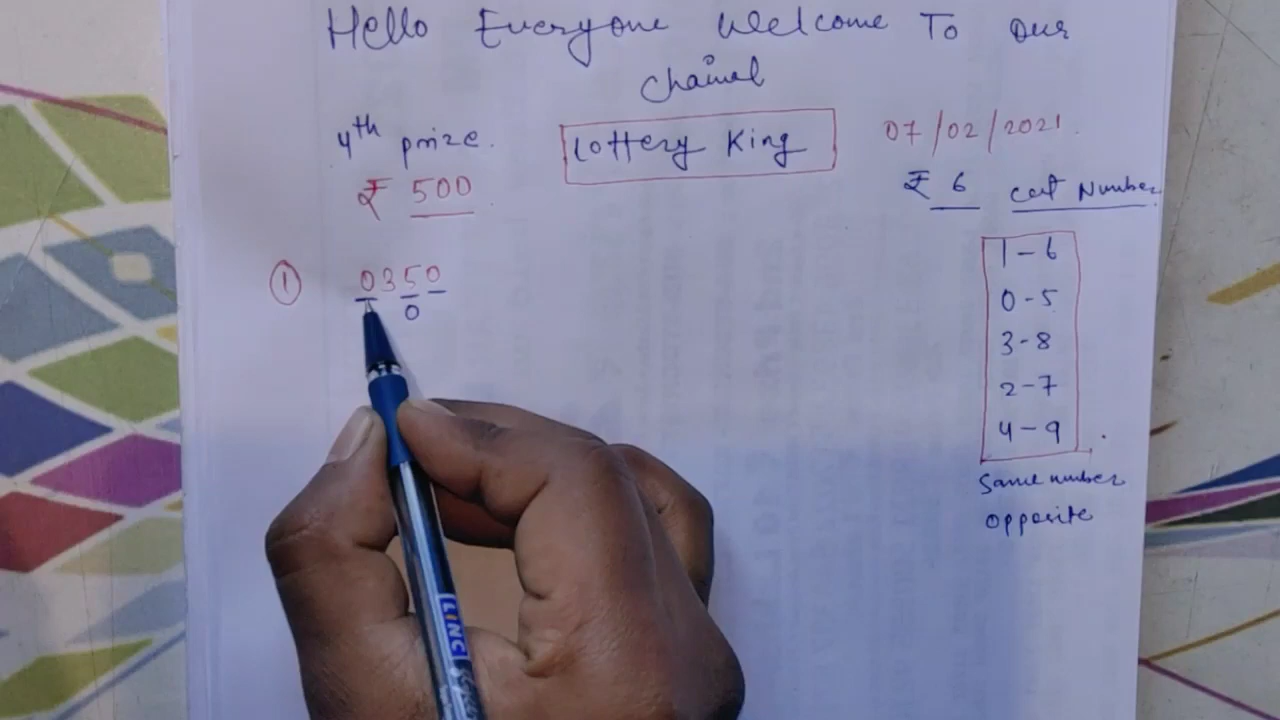 Hello Everyone Welcome To Our
Channel
4th prize.
Lottery King
07/02/2021.
₹ 500
₹ 6 Cut Number
① 0350
0
1-6
0-5
3-8
2-7
4-9
Same number
opposite
LINC